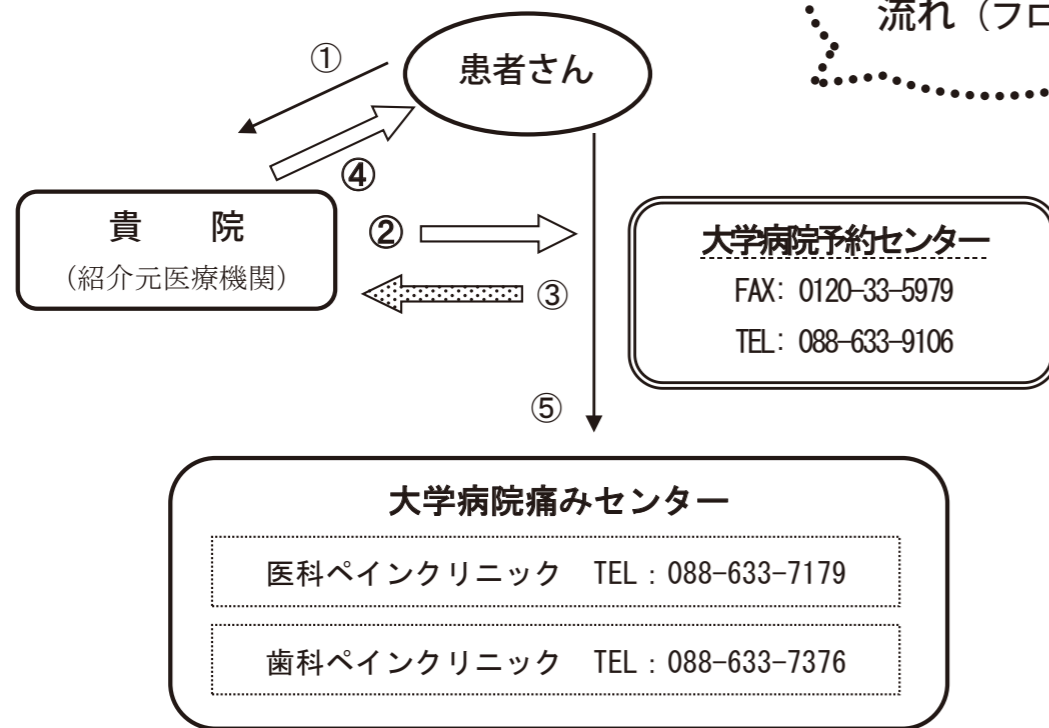 流れ（フロ
①
患者さん
④
貴　　院
（紹介元医療機関）
②
③
大学病院予約センター
FAX: 0120-33-5979
TEL: 088-633-9106
⑤
大学病院痛みセンター
医科ペインクリニック　TEL：088-633-7179
歯科ペインクリニック　TEL：088-633-7376